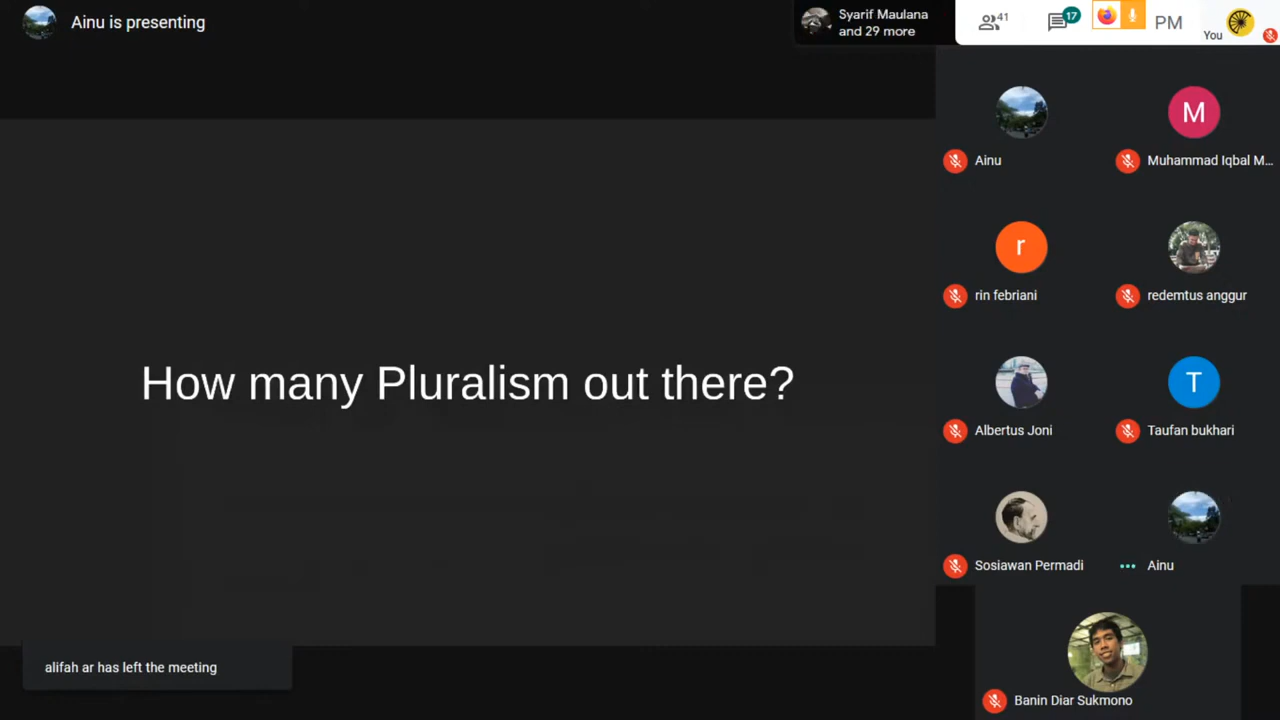 Ainu is presenting
Syarif Maulana
and 29 more
41
17
PM
You
Ainu
M
Muhammad Iqbal M...
r
rin febriani
redemtus anggur
How many Pluralism out there?
Albertus Joni
T
Taufan bukhari
Sosiawan Permadi
Ainu
alifah ar has left the meeting
Banin Diar Sukmono